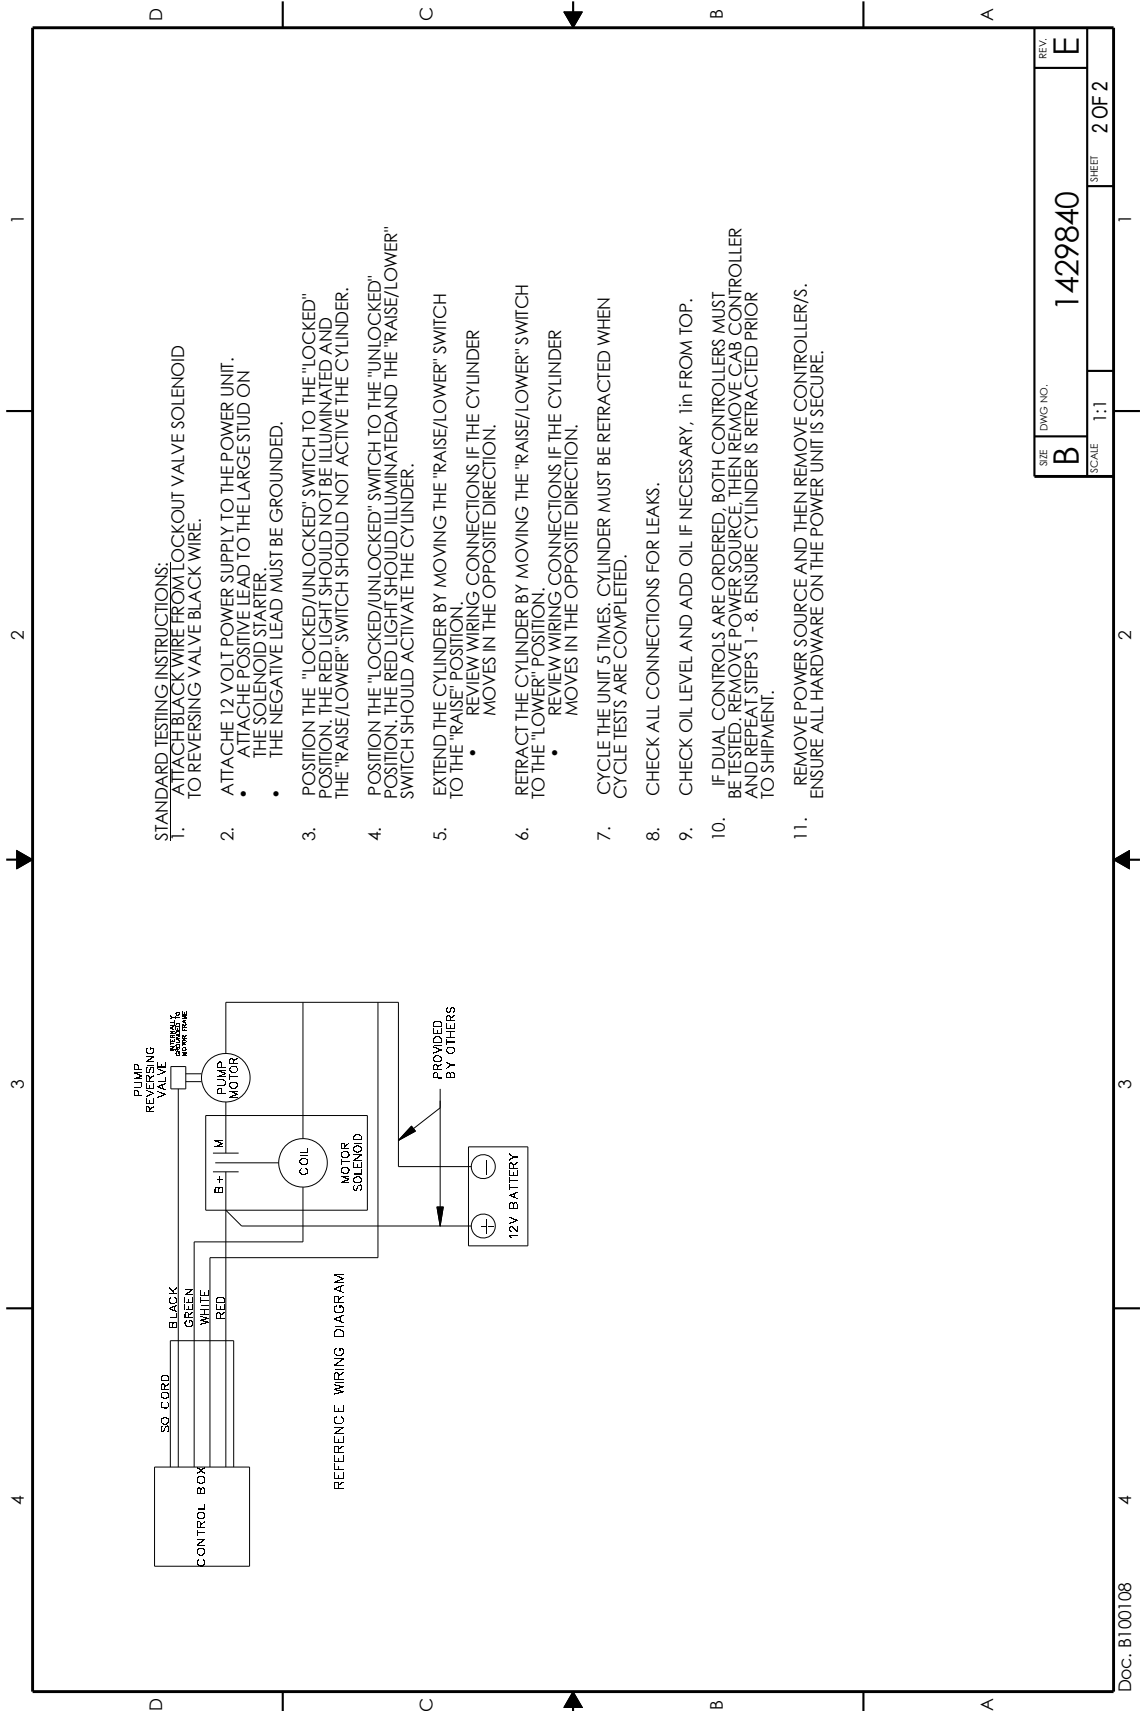 4
3
2
1
D
C
B
A
CONTROL BOX
SO CORD
BLACK
GREEN
WHITE
RED
PUMP
REVERSING
VALVE
INTERNALLY
GROUNDED TO
MOTOR FRAME
PUMP
MOTOR
B+
M
COIL
MOTOR
SOLENOID
PROVIDED
BY OTHERS
+
−
12V BATTERY
REFERENCE WIRING DIAGRAM
STANDARD TESTING INSTRUCTIONS:
1. ATTACH BLACK WIRE FROM LOCKOUT VALVE SOLENOID
TO REVERSING VALVE BLACK WIRE.
2. ATTACHE 12 VOLT POWER SUPPLY TO THE POWER UNIT.
• ATTACHE POSITIVE LEAD TO THE LARGE STUD ON
THE SOLENOID STARTER.
• THE NEGATIVE LEAD MUST BE GROUNDED.
3. POSITION THE "LOCKED/UNLOCKED" SWITCH TO THE "LOCKED"
POSITION. THE RED LIGHT SHOULD NOT BE ILLUMINATED AND
THE "RAISE/LOWER" SWITCH SHOULD NOT ACTIVE THE CYLINDER.
4. POSITION THE "LOCKED/UNLOCKED" SWITCH TO THE "UNLOCKED"
POSITION. THE RED LIGHT SHOULD ILLUMINATEDAND THE "RAISE/LOWER"
SWITCH SHOULD ACTIVATE THE CYLINDER.
5. EXTEND THE CYLINDER BY MOVING THE "RAISE/LOWER" SWITCH
TO THE "RAISE" POSITION.
• REVIEW WIRING CONNECTIONS IF THE CYLINDER
MOVES IN THE OPPOSITE DIRECTION.
6. RETRACT THE CYLINDER BY MOVING THE "RAISE/LOWER" SWITCH
TO THE "LOWER" POSITION.
• REVIEW WIRING CONNECTIONS IF THE CYLINDER
MOVES IN THE OPPOSITE DIRECTION.
7. CYCLE THE UNIT 5 TIMES. CYLINDER MUST BE RETRACTED WHEN
CYCLE TESTS ARE COMPLETED.
8. CHECK ALL CONNECTIONS FOR LEAKS.
9. CHECK OIL LEVEL AND ADD OIL IF NECESSARY, 1in FROM TOP.
10. IF DUAL CONTROLS ARE ORDERED, BOTH CONTROLLERS MUST
BE TESTED. REMOVE POWER SOURCE, THEN REMOVE CAB CONTROLLER
AND REPEAT STEPS 1 - 8. ENSURE CYLINDER IS RETRACTED PRIOR
TO SHIPMENT.
11. REMOVE POWER SOURCE AND THEN REMOVE CONTROLLER/S.
ENSURE ALL HARDWARE ON THE POWER UNIT IS SECURE.
D
C
B
A
SIZE
B
DWG NO.
1429840
REV.
E
SCALE
1:1
SHEET
2 OF 2
Doc. B100108
4
3
2
1